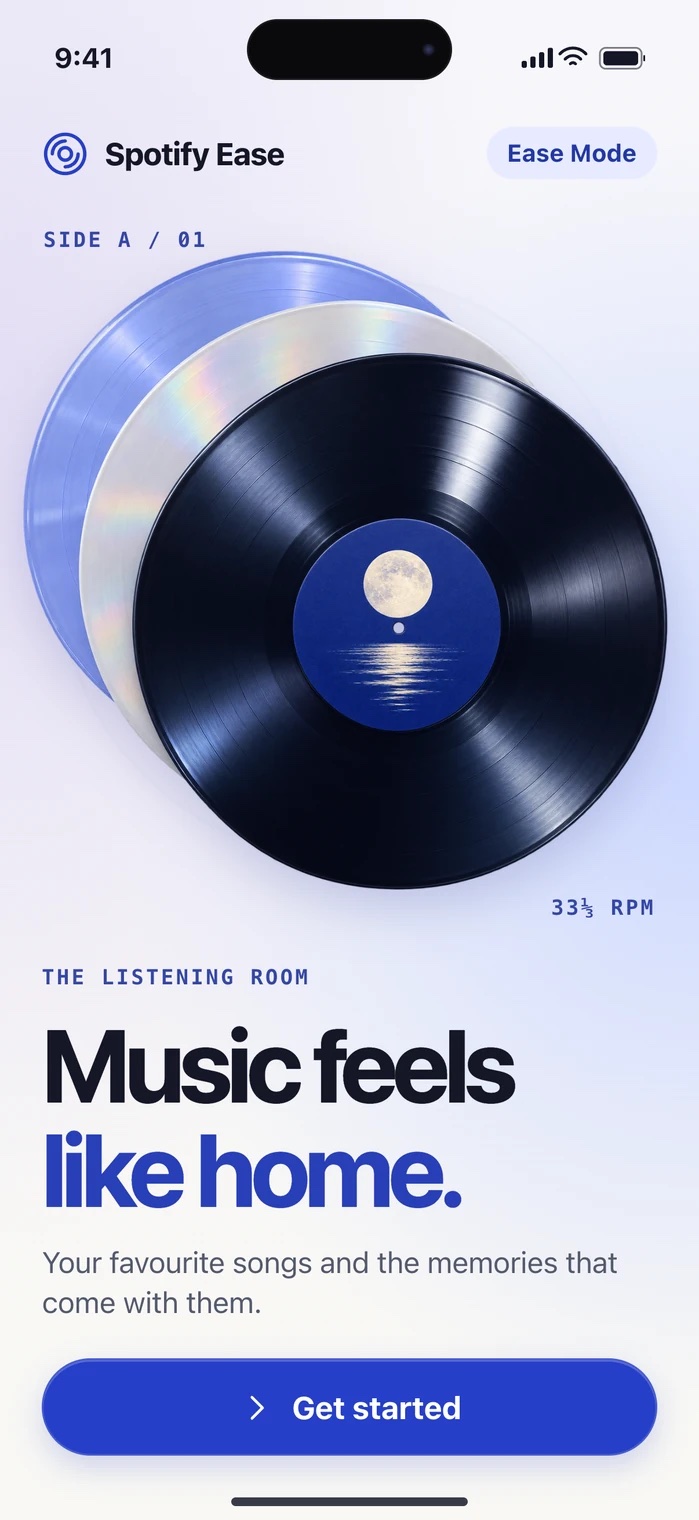 9:41
Spotify Ease
Ease Mode
SIDE A / 01
33⅓ RPM
THE LISTENING ROOM
Music feels
like home.
Your favourite songs and the memories that
come with them.
Get started